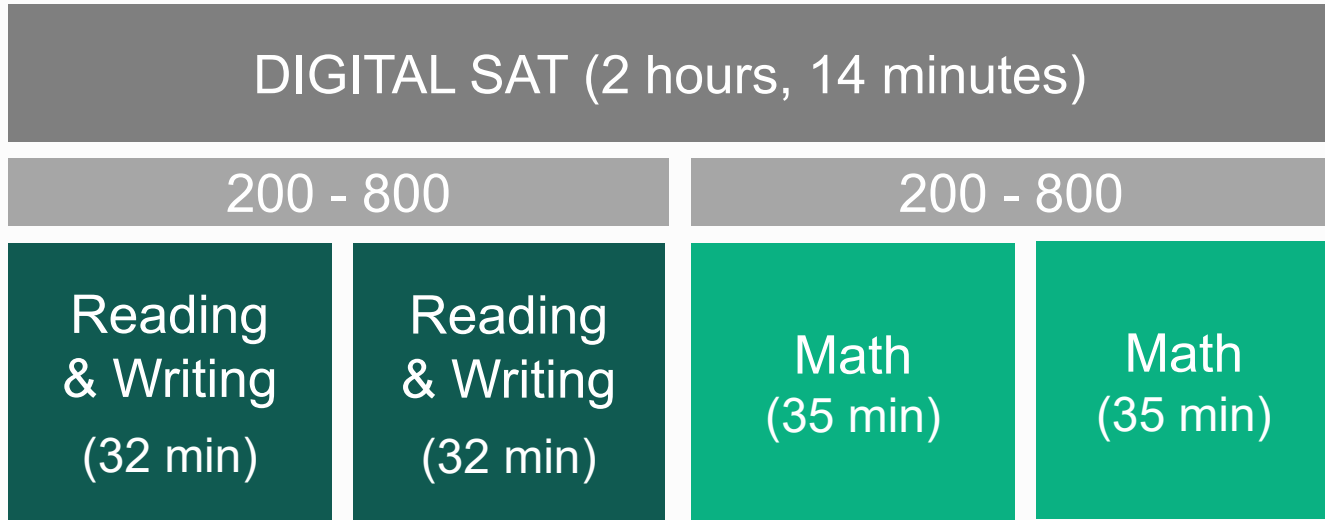 DIGITAL SAT (2 hours, 14 minutes)
200 - 800
200 - 800
Reading
& Writing
(32 min)
Reading
& Writing
(32 min)
Math
(35 min)
Math
(35 min)